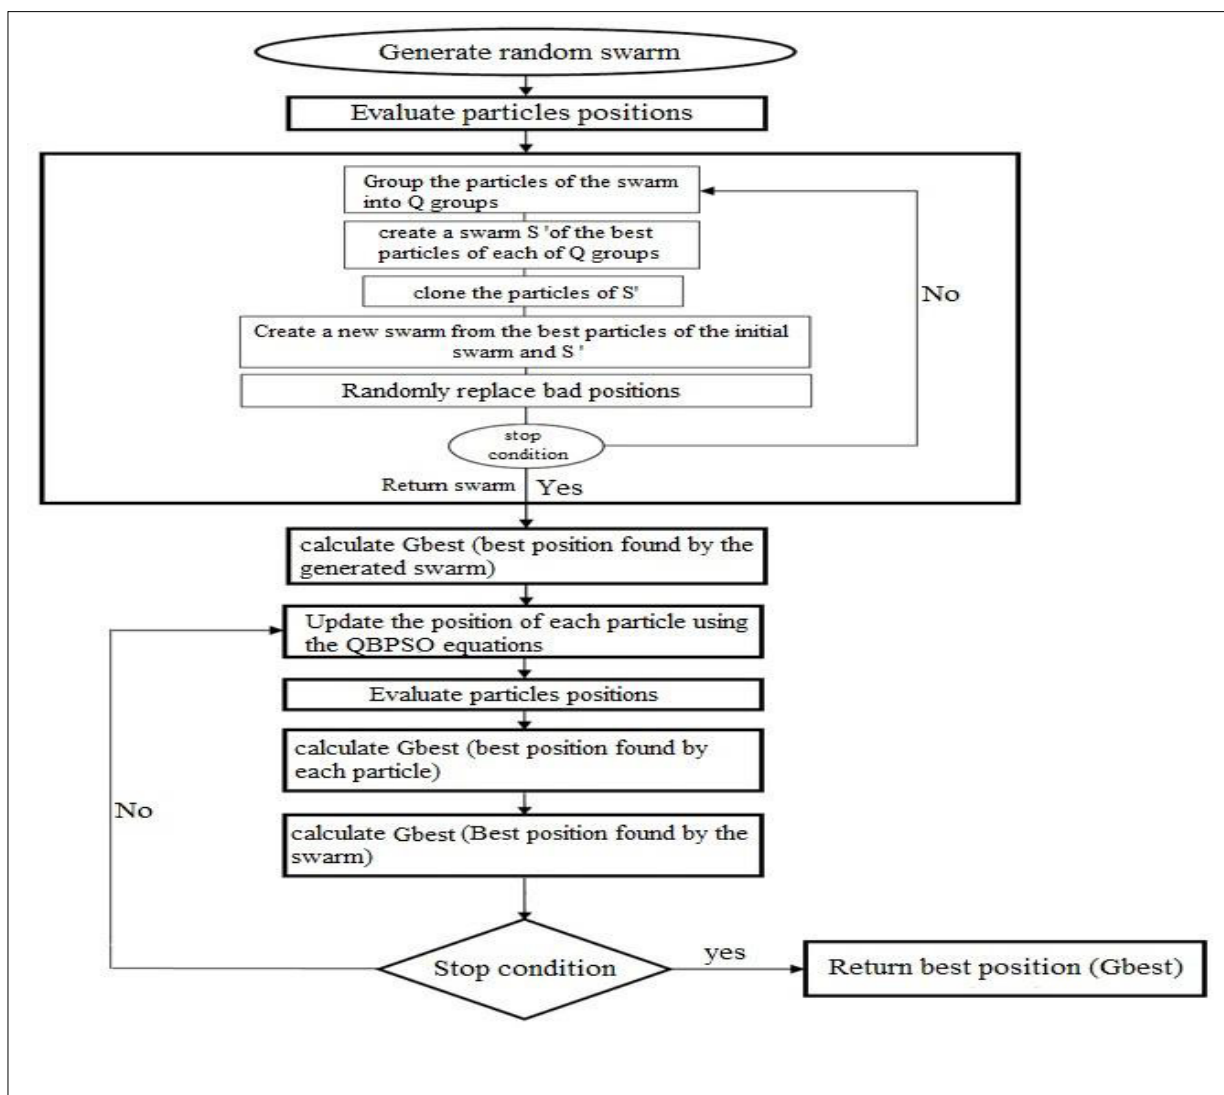 Generate random swarm
Evaluate particles positions
Group the particles of the swarm
into Q groups
create a swarm S 'of the best
particles of each of Q groups
clone the particles of S'
Create a new swarm from the best particles of the initial
swarm and S '
Randomly replace bad positions
stop
condition
No
Return swarm
Yes
calculate Gbest (best position found by the
generated swarm)
Update the position of each particle using
the QBPSO equations
Evaluate particles positions
calculate Gbest (best position found by
each particle)
No
calculate Gbest (Best position found by the
swarm)
Stop condition
yes
Return best position (Gbest)